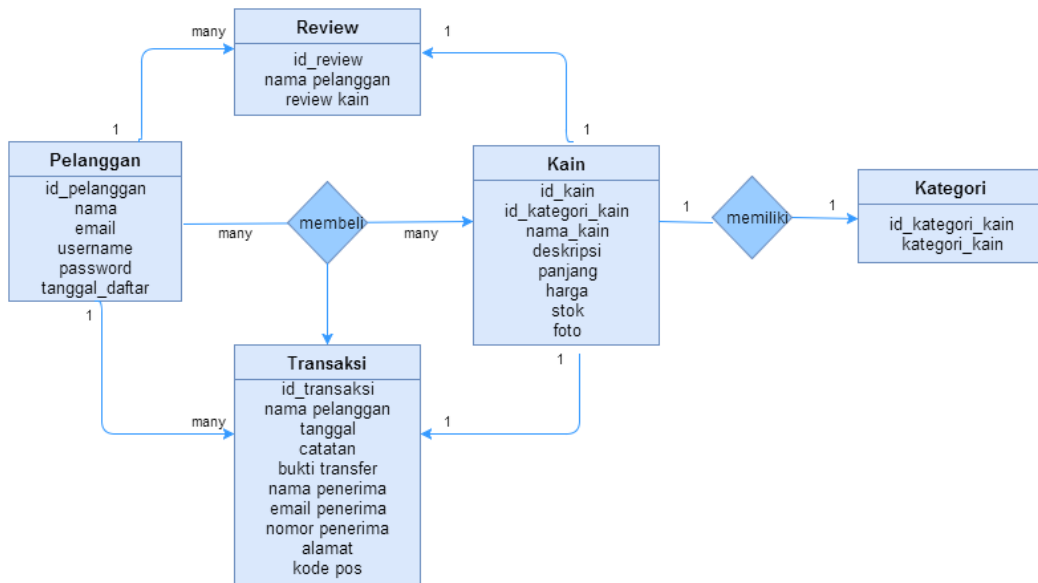 Review
id_review
nama pelanggan
review kain
many
1
1
1
Pelanggan
id_pelanggan
nama
email
username
password
tanggal_daftar
many
membeli
many
Kain
id_kain
id_kategori_kain
nama_kain
deskripsi
panjang
harga
stok
foto
1
memiliki
1
Kategori
id_kategori_kain
kategori_kain
1
many
1
1
Transaksi
id_transaksi
nama pelanggan
tanggal
catatan
bukti transfer
nama penerima
email penerima
nomor penerima
alamat
kode pos